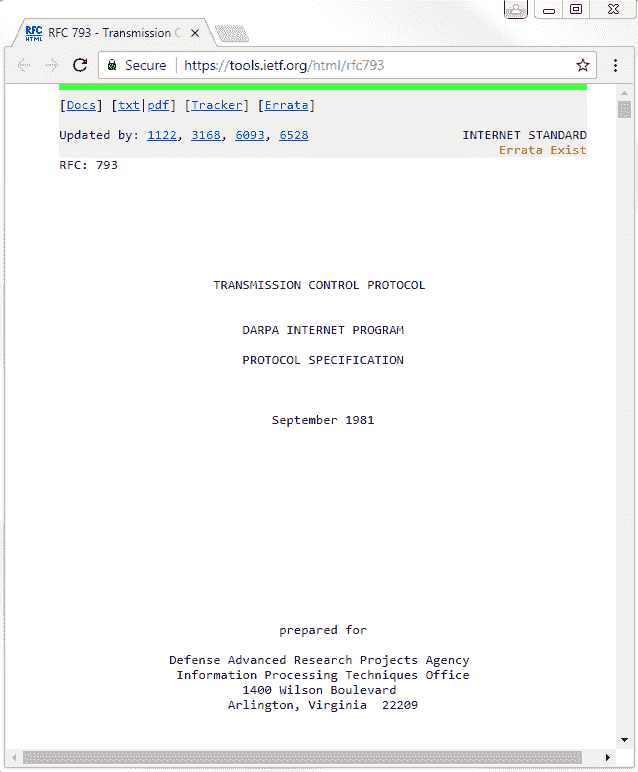 RFC
HTML
RFC 793 - Transmission C
Secure https://tools.ietf.org/html/rfc793
[Docs] [txt|pdf] [Tracker] [Errata]
Updated by: 1122, 3168, 6093, 6528 INTERNET STANDARD
Errata Exist
RFC: 793
TRANSMISSION CONTROL PROTOCOL
DARPA INTERNET PROGRAM
PROTOCOL SPECIFICATION
September 1981
prepared for
Defense Advanced Research Projects Agency
Information Processing Techniques Office
1400 Wilson Boulevard
Arlington, Virginia 22209